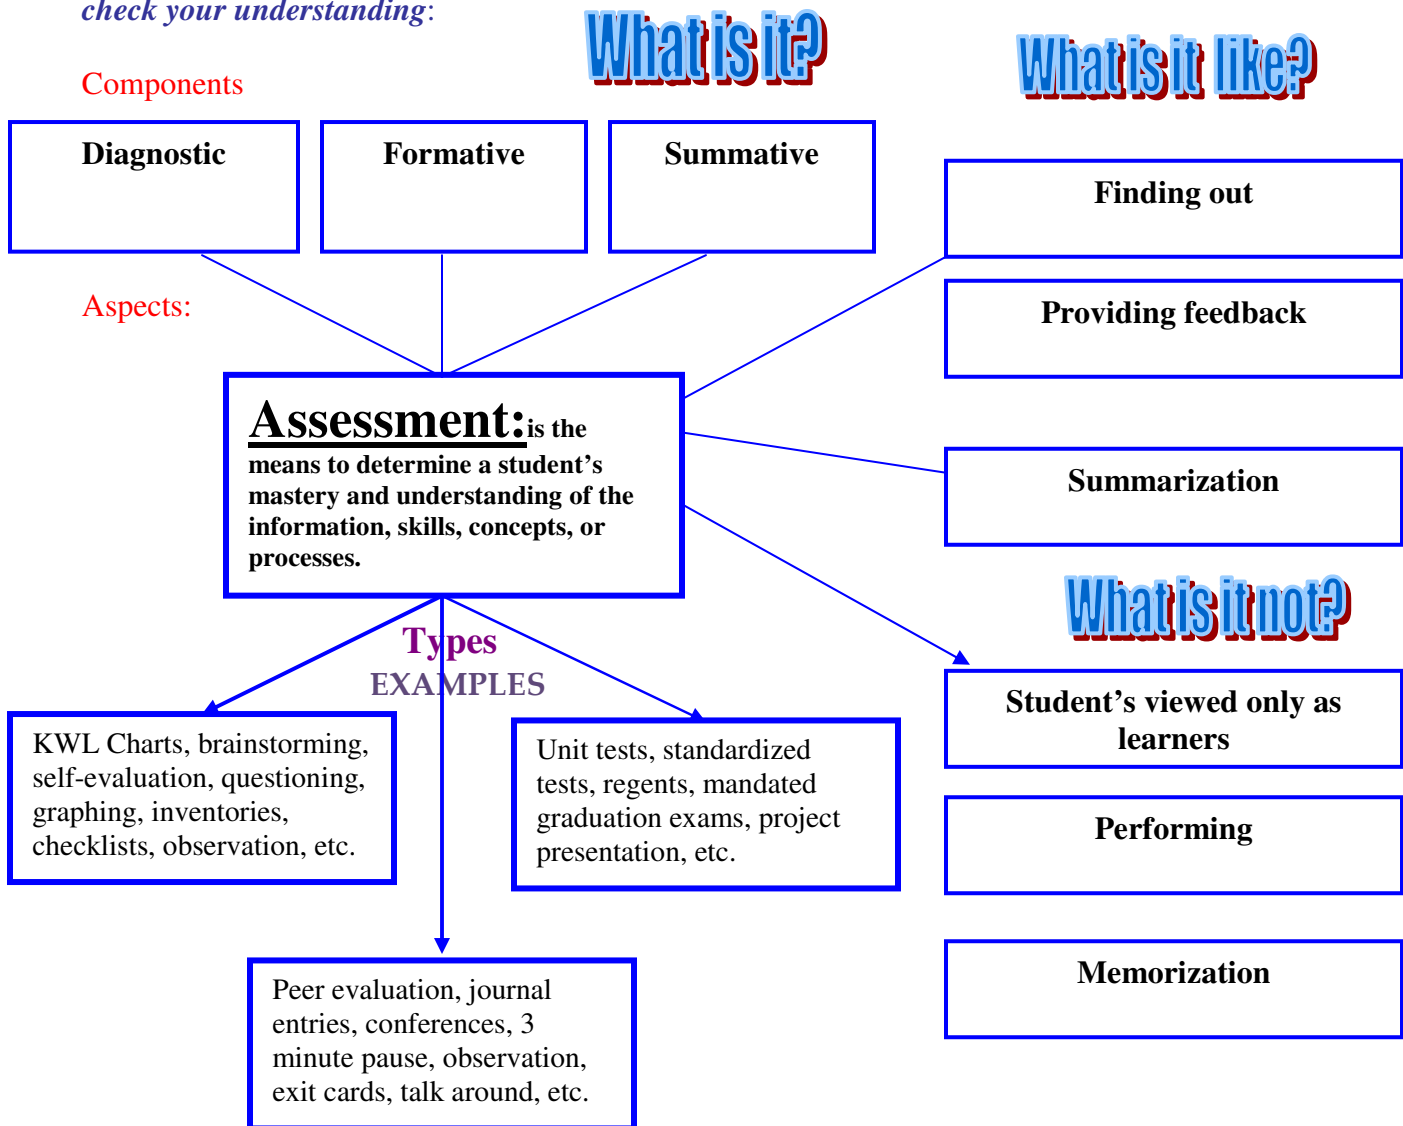 check your understanding:
What is it?
What is it like?
Components
Diagnostic
Formative
Summative
Finding out
Aspects:
Providing feedback
Assessment:is the
means to determine a student’s
mastery and understanding of the
information, skills, concepts, or
processes.
Summarization
What is it not?
Types
EXAMPLES
Student’s viewed only as
learners
KWL Charts, brainstorming,
self-evaluation, questioning,
graphing, inventories,
checklists, observation, etc.
Unit tests, standardized
tests, regents, mandated
graduation exams, project
presentation, etc.
Performing
Memorization
Peer evaluation, journal
entries, conferences, 3
minute pause, observation,
exit cards, talk around, etc.